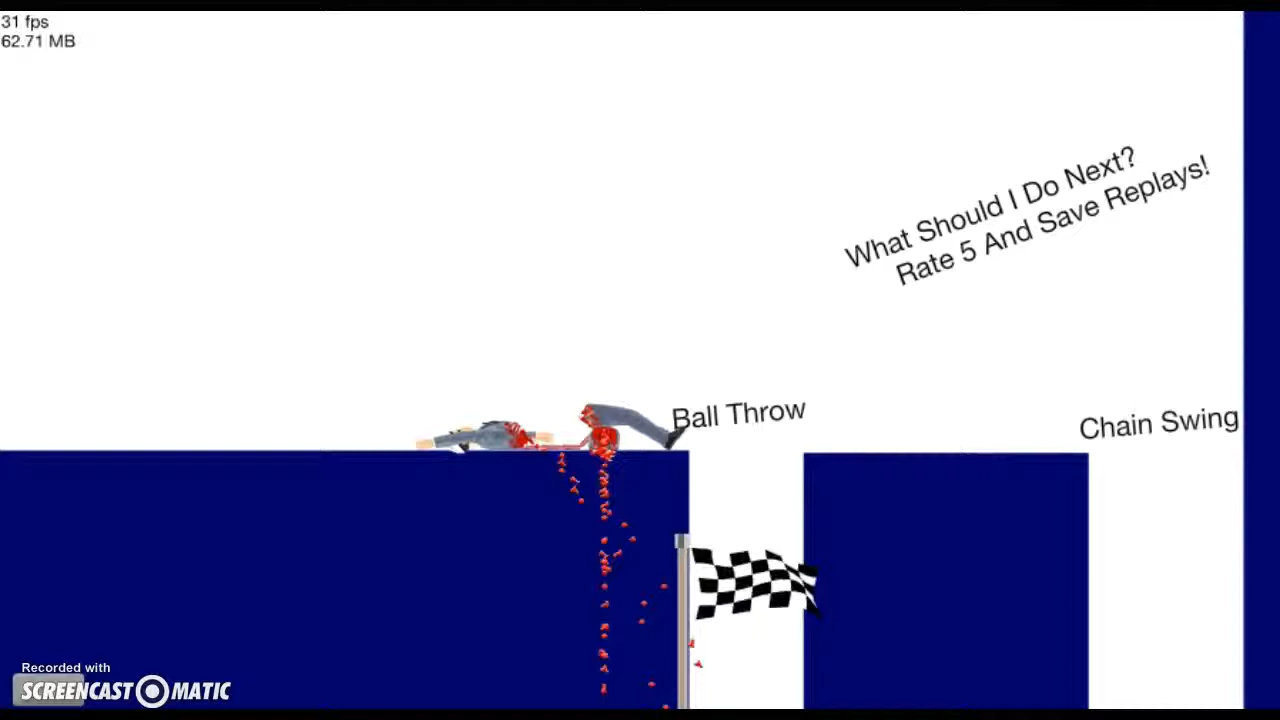 31 fps
62.71 MB
What Should I Do Next?
Rate 5 And Save Replays!
Ball Throw
Chain Swing
Recorded with
SCREENCAST MATIC